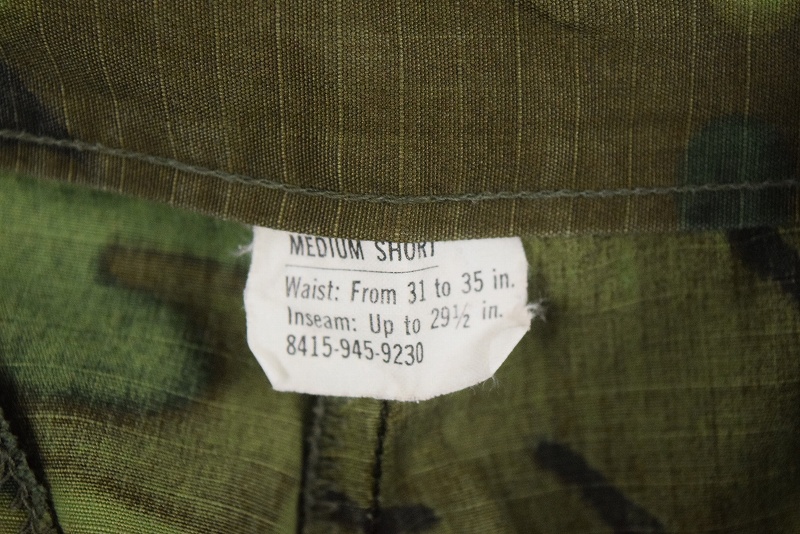 MEDIUM SHORT
Waist: From 31 to 35 in.
Inseam: Up to 29½ in.
8415-945-9230